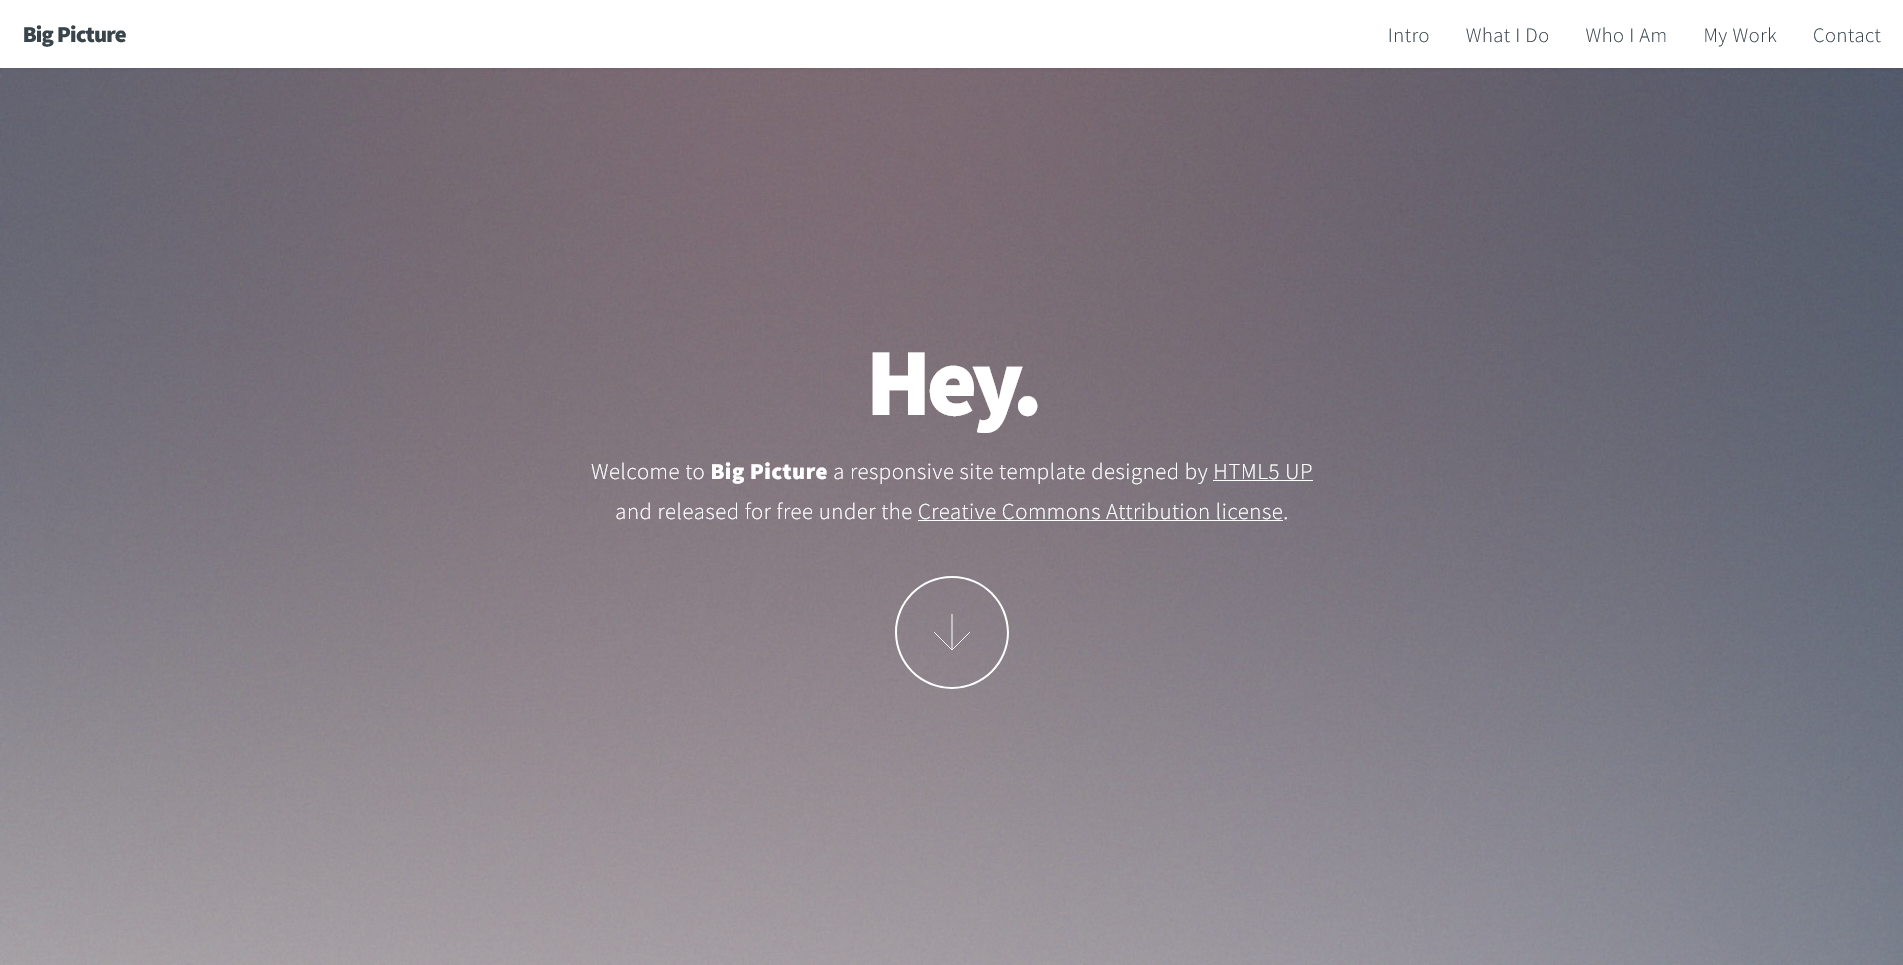 Big Picture
Intro What I Do Who I Am My Work Contact
Hey.
Welcome to Big Picture a responsive site template designed by HTML5 UP
and released for free under the Creative Commons Attribution license.